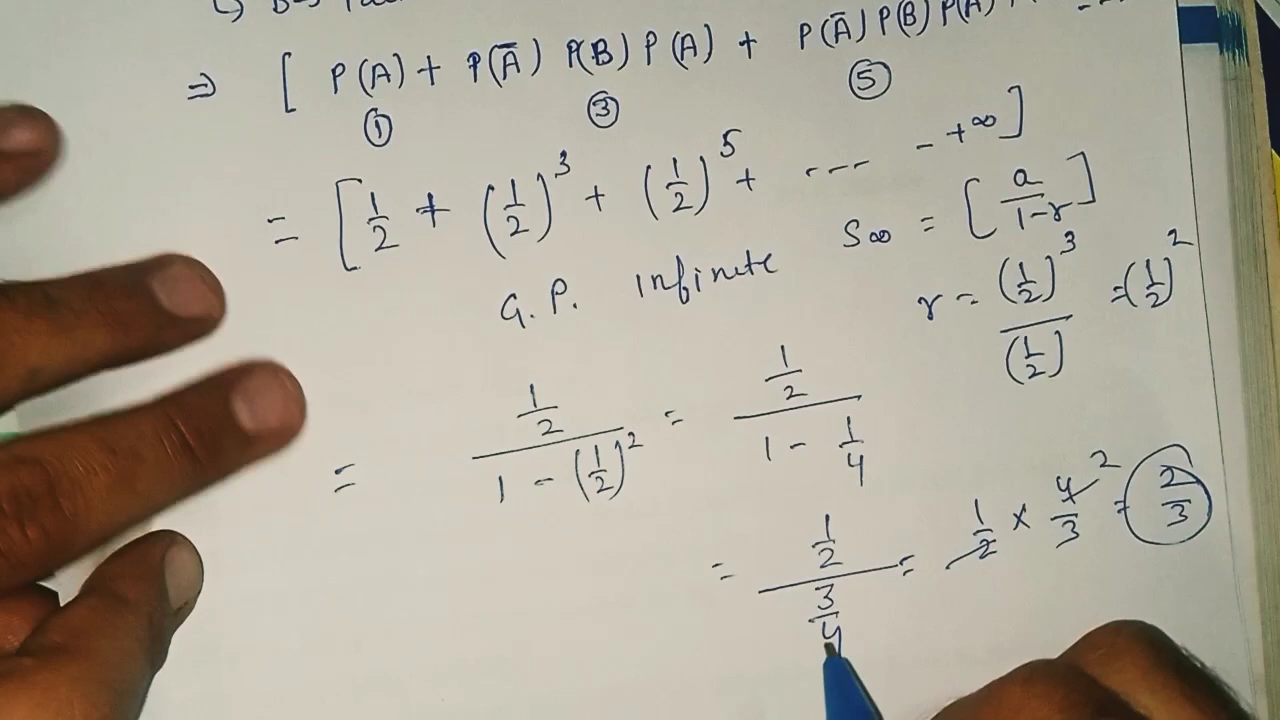 ⇒ [ P(A) + P(Ā) P(B) P(A) + P(Ā) P(B) P(A)
① ③ ⑤
= [ 1/2 + (1/2)^3 + (1/2)^5 + ---- - +∞ ]
G.P. Infinite S∞ = [ a/(1-r) ]
r = (1/2)^3/(1/2) = (1/2)^2
= (1/2)/(1 - (1/2)^2) = (1/2)/(1 - 1/4)
= (1/2)/(3/4) = 1/2 × 4/3 2 = 2/3